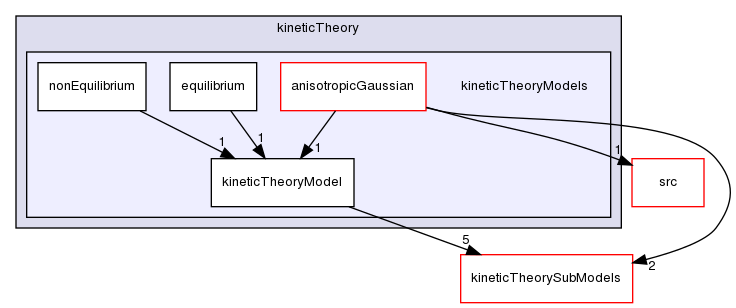 kineticTheory
nonEquilibrium
equilibrium
anisotropicGaussian
kineticTheoryModels
1
1
1
1
kineticTheoryModel
src
5
2
kineticTheorySubModels